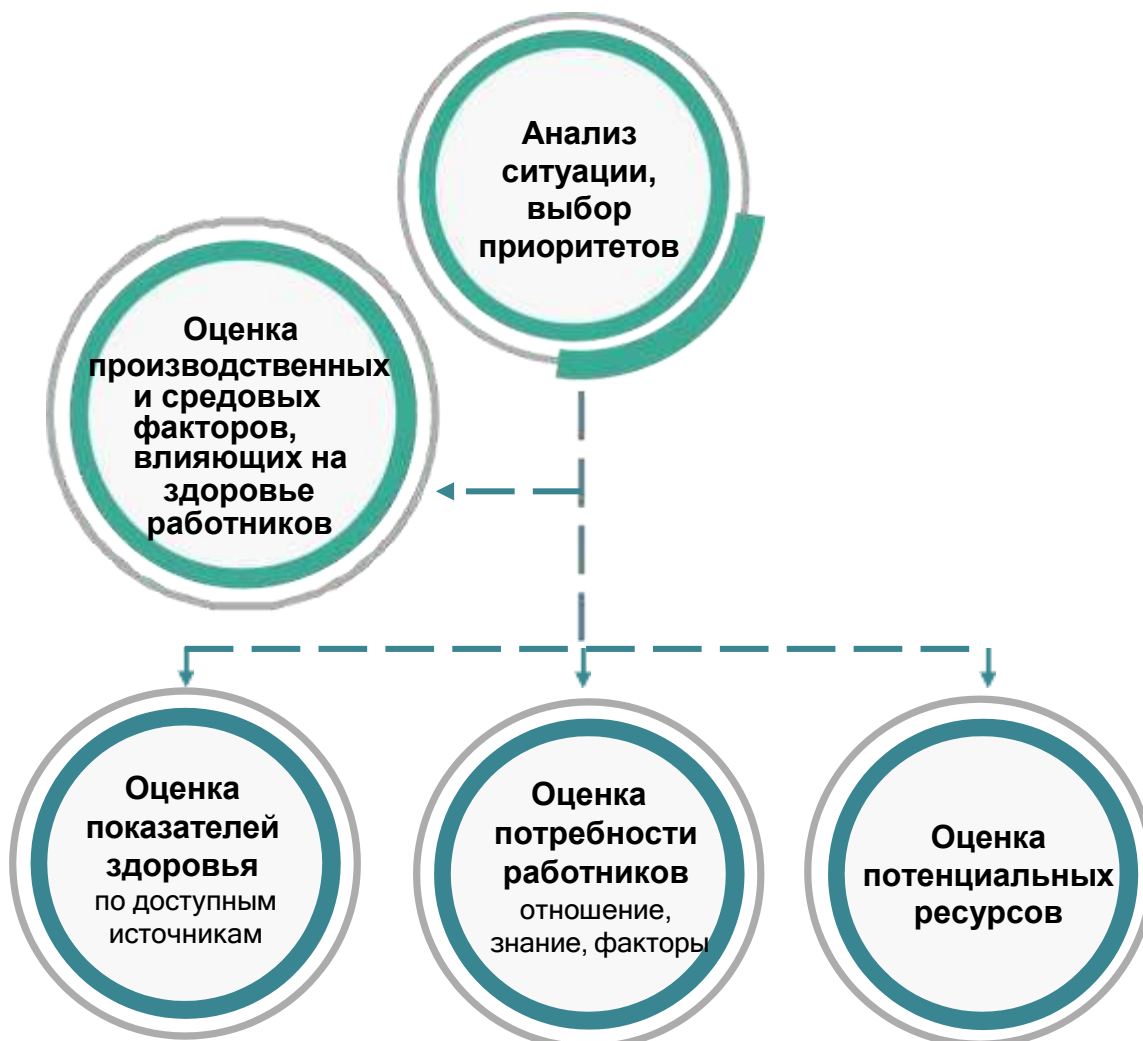 Анализ
ситуации,
выбор
приоритетов
Оценка
производственных
и средовых
факторов,
влияющих на
здоровье
работников
Оценка
показателей
здоровья
по доступным
источникам
Оценка
потребности
работников
отношение,
знание, факторы
Оценка
потенциальных
ресурсов